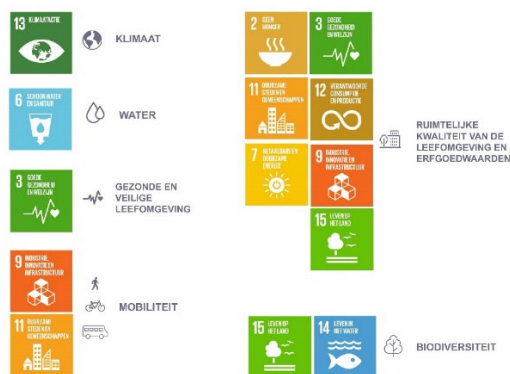 13 KLIMAATACTIE
KLIMAAT
6 SCHOON WATER
EN SANITAIR
WATER
3 GOEDE
GEZONDHEID
EN WELZIJN
GEZONDE EN
VEILIGE
LEEFOMGEVING
9 INDUSTRIE,
INNOVATIE EN
INFRASTRUCTUUR
11 DUURZAME
STEDEN EN
GEMEENSCHAPPEN
MOBILITEIT
2 GEEN
HONGER
3 GOEDE
GEZONDHEID
EN WELZIJN
11 DUURZAME
STEDEN EN
GEMEENSCHAPPEN
12 VERANTWOORDE
CONSUMPTIE
EN PRODUCTIE
7 BETAALBARE EN
DUURZAME
ENERGIE
9 INDUSTRIE,
INNOVATIE EN
INFRASTRUCTUUR
15 LEVEN OP
HET LAND
RUIMTELIJKE
KWALITEIT VAN DE
LEEFOMGEVING EN
ERFGOEDWAARDEN
15 LEVEN OP
HET LAND
14 LEVEN IN
HET WATER
BIODIVERSITEIT